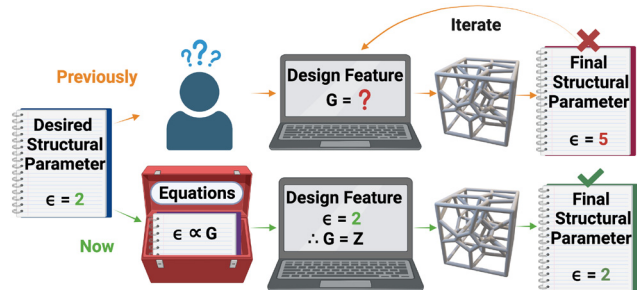 Iterate
Previously
???
Design Feature
G = ?
Final
Structural
Parameter
ϵ = 5
Desired
Structural
Parameter
ϵ = 2
Now
Equations
ϵ ∝ G
Design Feature
ϵ = 2
∴ G = Z
Final
Structural
Parameter
ϵ = 2